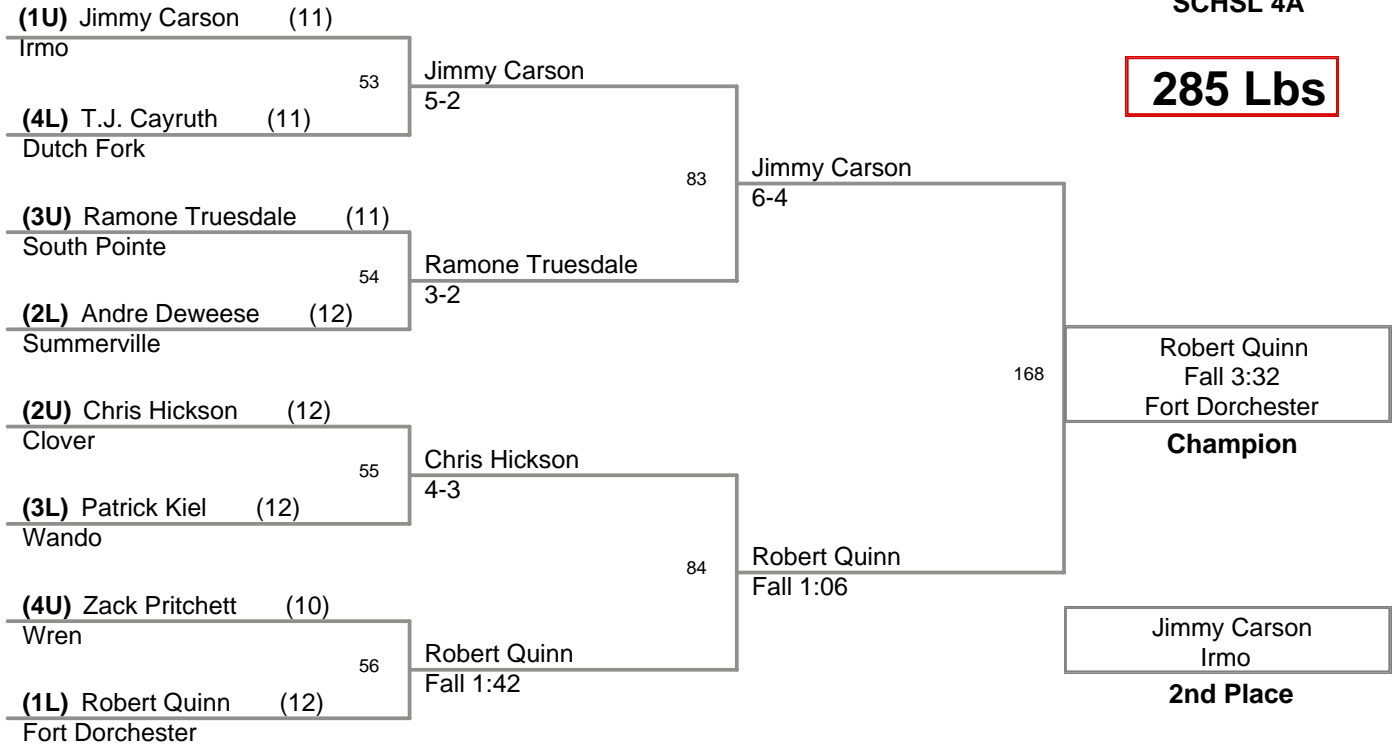 SCHSL 4A
285 Lbs
(1U) Jimmy Carson (11)
Irmo
53
(4L) T.J. Cayruth (11)
Dutch Fork
Jimmy Carson
5-2
(3U) Ramone Truesdale (11)
South Pointe
54
(2L) Andre Deweese (12)
Summerville
Ramone Truesdale
3-2
83
Jimmy Carson
6-4
(2U) Chris Hickson (12)
Clover
55
(3L) Patrick Kiel (12)
Wando
Chris Hickson
4-3
(4U) Zack Pritchett (10)
Wren
56
(1L) Robert Quinn (12)
Fort Dorchester
Robert Quinn
Fall 1:42
84
Robert Quinn
Fall 1:06
168
Robert Quinn
Fall 3:32
Fort Dorchester
Champion
Jimmy Carson
Irmo
2nd Place